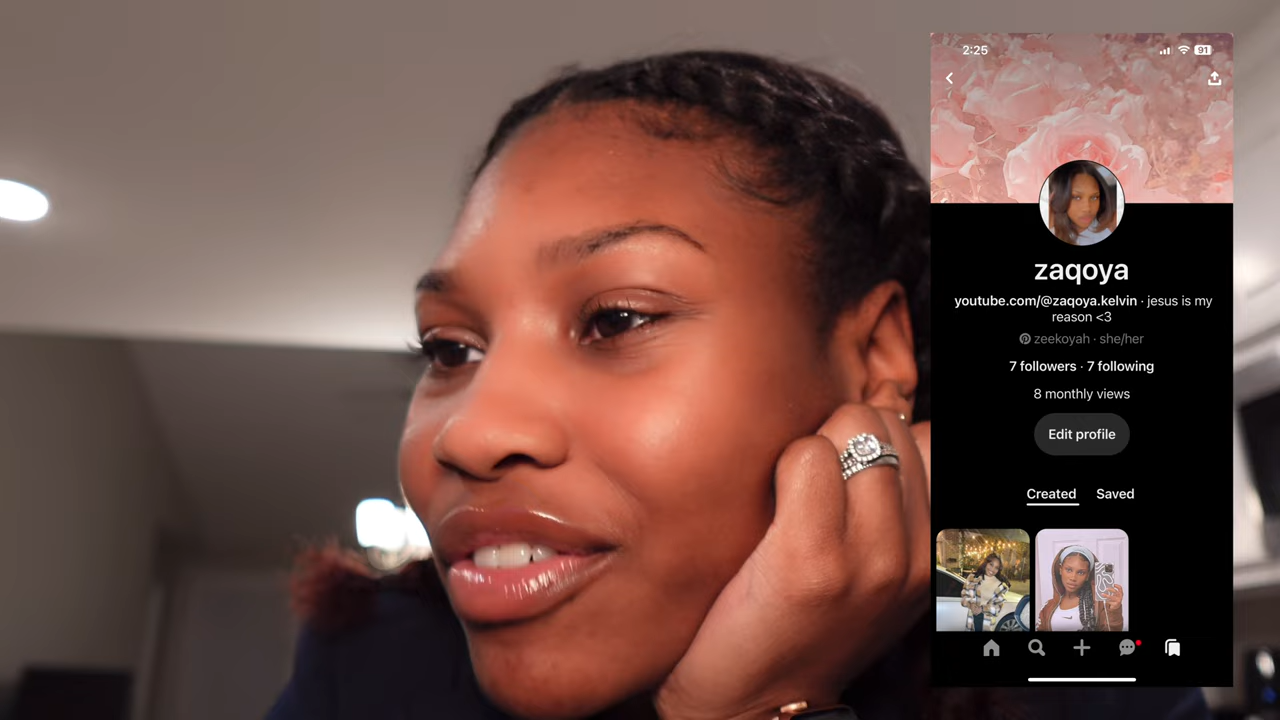 2:25
91
zaqoya
youtube.com/@zaqoya.kelvin · jesus is my
reason <3
zeekoyah · she/her
7 followers · 7 following
8 monthly views
Edit profile
Created Saved